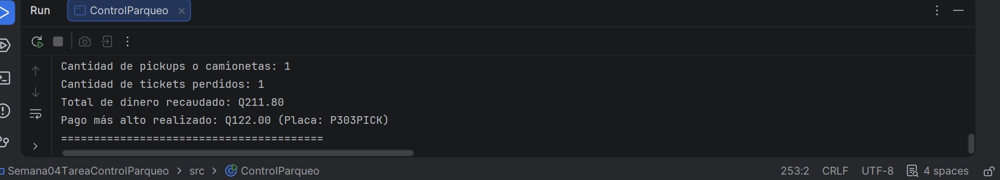 Run ControlParqueo
Cantidad de pickups o camionetas: 1
Cantidad de tickets perdidos: 1
Total de dinero recaudado: Q211.80
Pago más alto realizado: Q122.00 (Placa: P303PICK)
========================================
Semana04TareaControlParqueo > src > ControlParqueo 253:2 CRLF UTF-8 4 spaces